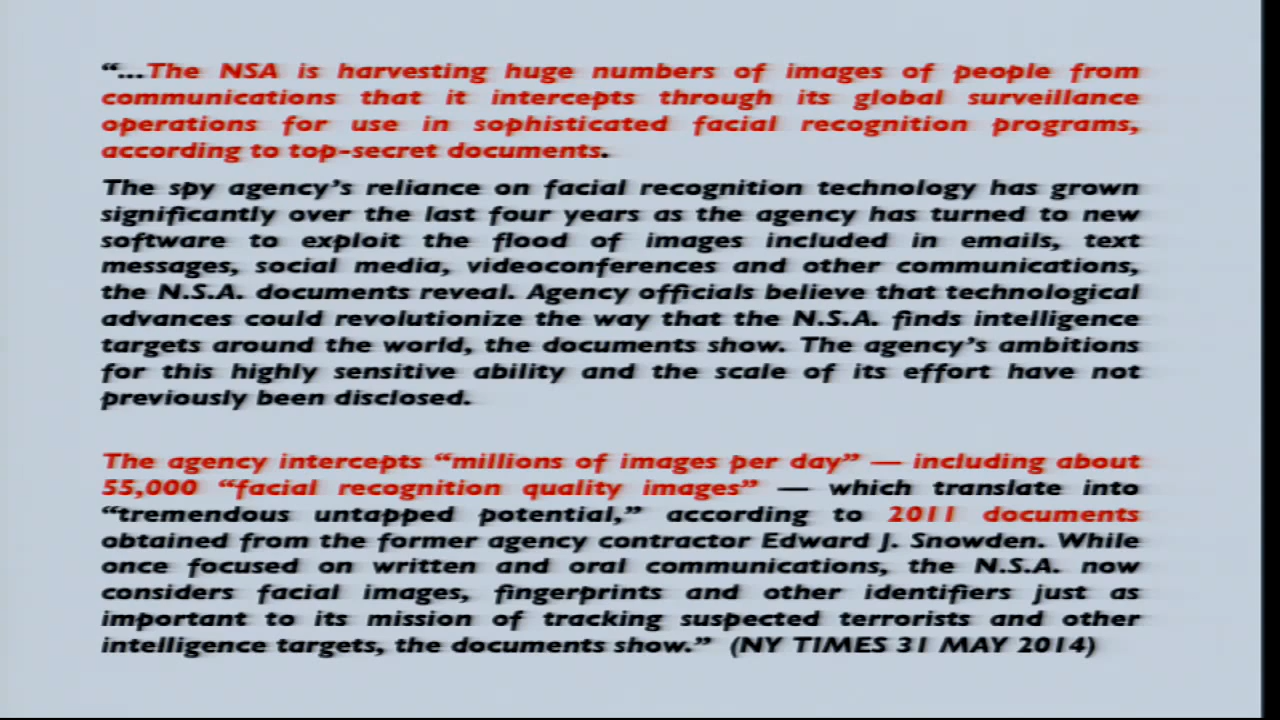 “...The NSA is harvesting huge numbers of images of people from
communications that it intercepts through its global surveillance
operations for use in sophisticated facial recognition programs,
according to top-secret documents.
The spy agency’s reliance on facial recognition technology has grown
significantly over the last four years as the agency has turned to new
software to exploit the flood of images included in emails, text
messages, social media, videoconferences and other communications,
the N.S.A. documents reveal. Agency officials believe that technological
advances could revolutionize the way that the N.S.A. finds intelligence
targets around the world, the documents show. The agency’s ambitions
for this highly sensitive ability and the scale of its effort have not
previously been disclosed.
The agency intercepts “millions of images per day” — including about
55,000 “facial recognition quality images” — which translate into
“tremendous untapped potential,” according to 2011 documents
obtained from the former agency contractor Edward J. Snowden. While
once focused on written and oral communications, the N.S.A. now
considers facial images, fingerprints and other identifiers just as
important to its mission of tracking suspected terrorists and other
intelligence targets, the documents show.” (NY TIMES 31 MAY 2014)